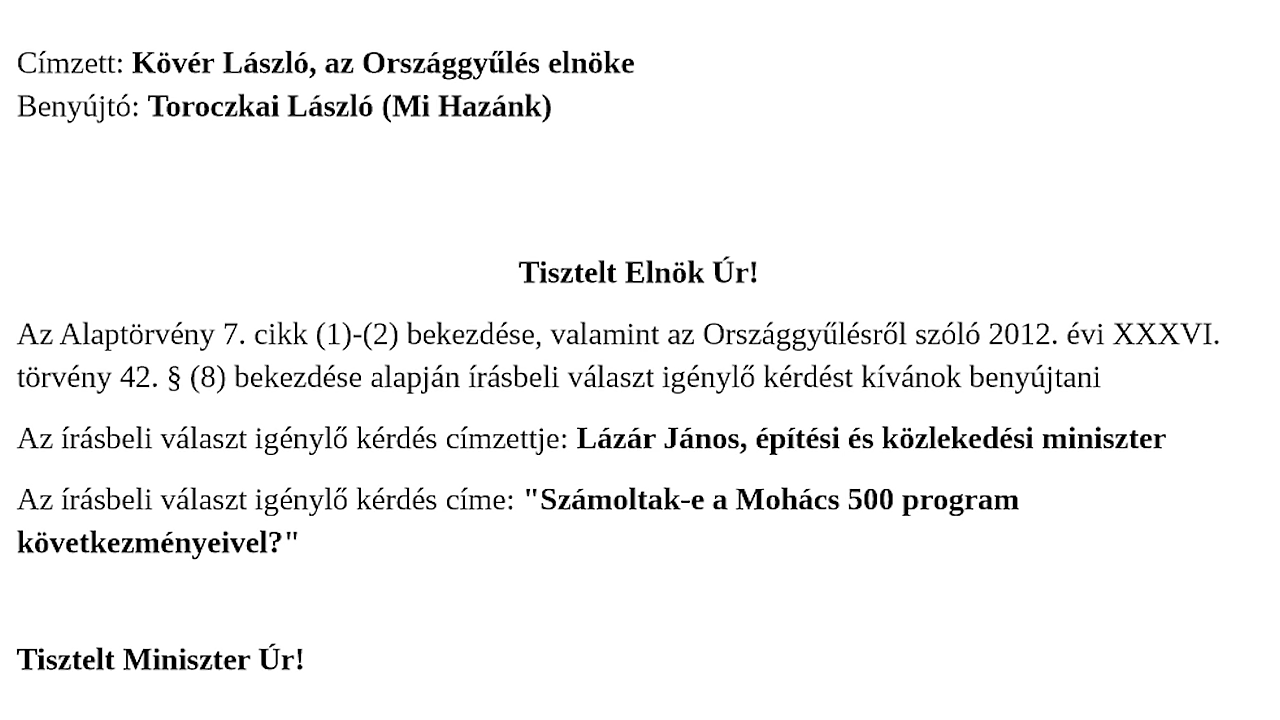 Címzett: Kövér László, az Országgyűlés elnöke
Benyújtó: Toroczkai László (Mi Hazánk)
Tisztelt Elnök Úr!
Az Alaptörvény 7. cikk (1)-(2) bekezdése, valamint az Országgyűlésről szóló 2012. évi XXXVI.
törvény 42. § (8) bekezdése alapján írásbeli választ igénylő kérdést kívánok benyújtani
Az írásbeli választ igénylő kérdés címzettje: Lázár János, építési és közlekedési miniszter
Az írásbeli választ igénylő kérdés címe: "Számoltak-e a Mohács 500 program
következményeivel?"
Tisztelt Miniszter Úr!